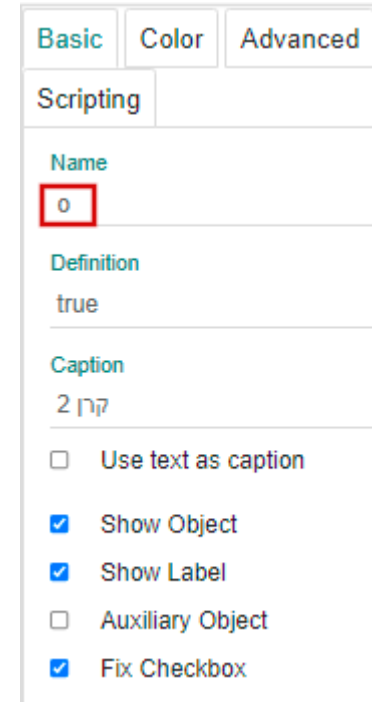 Basic Color Advanced
Scripting
Name
o
Definition
true
Caption
קרן 2
Use text as caption
Show Object
Show Label
Auxiliary Object
Fix Checkbox